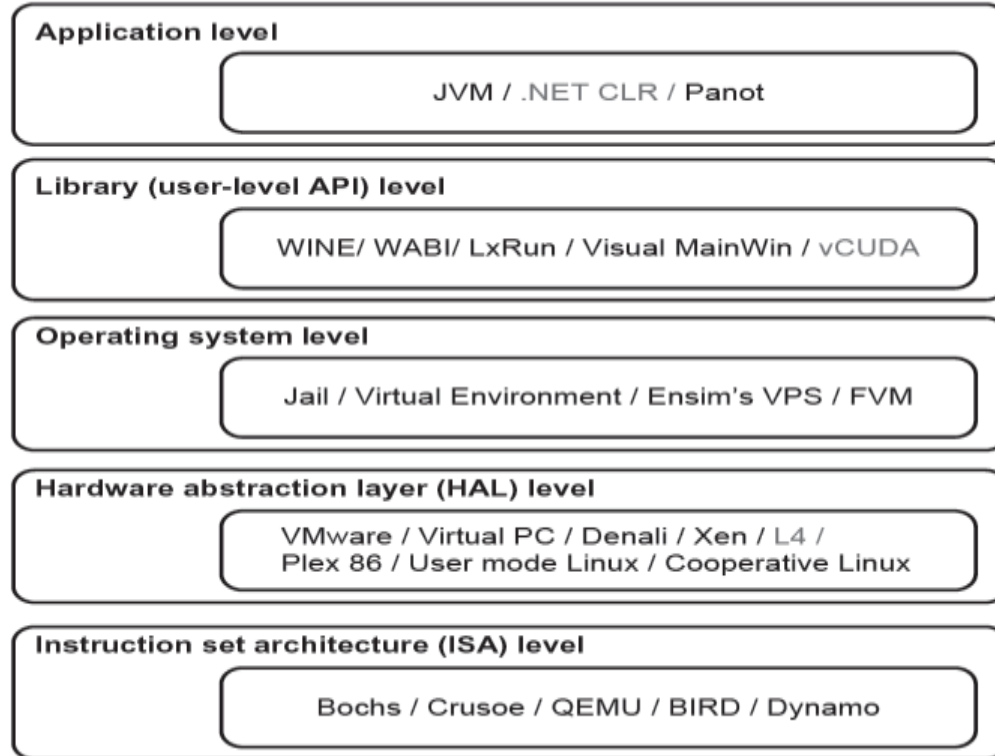 Application level
JVM / .NET CLR / Panot
Library (user-level API) level
WINE/ WABI/ LxRun / Visual MainWin / vCUDA
Operating system level
Jail / Virtual Environment / Ensim's VPS / FVM
Hardware abstraction layer (HAL) level
VMware / Virtual PC / Denali / Xen / L4 /
Plex 86 / User mode Linux / Cooperative Linux
Instruction set architecture (ISA) level
Bochs / Crusoe / QEMU / BIRD / Dynamo